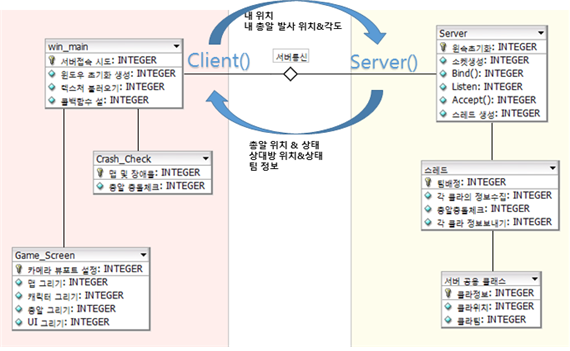 내 위치
내 총알 발사 위치&각도
win_main
서버접속 시도: INTEGER
윈도우 초기화 생성: INTEGER
텍스처 불러오기: INTEGER
콜백함수 설: INTEGER
Client()
서버통신
Server()
Server
윈속초기화: INTEGER
소켓생성: INTEGER
Bind(): INTEGER
Listen: INTEGER
Accept(): INTEGER
스레드 생성: INTEGER
총알 위치 & 상태
상대방 위치&상태
팀 정보
Crash_Check
맵 및 장애물: INTEGER
총알 충돌체크: INTEGER
스레드
팀배정: INTEGER
각 클라의 정보수집: INTEGER
총알충돌체크: INTEGER
각 클라 정보보내기: INTEGER
Game_Screen
카메라 뷰포트 설정: INTEGER
맵 그리기: INTEGER
캐릭터 그리기: INTEGER
총알 그리기: INTEGER
UI 그리기: INTEGER
서버 공용 클래스
클라정보: INTEGER
클라위치: INTEGER
클라팀: INTEGER